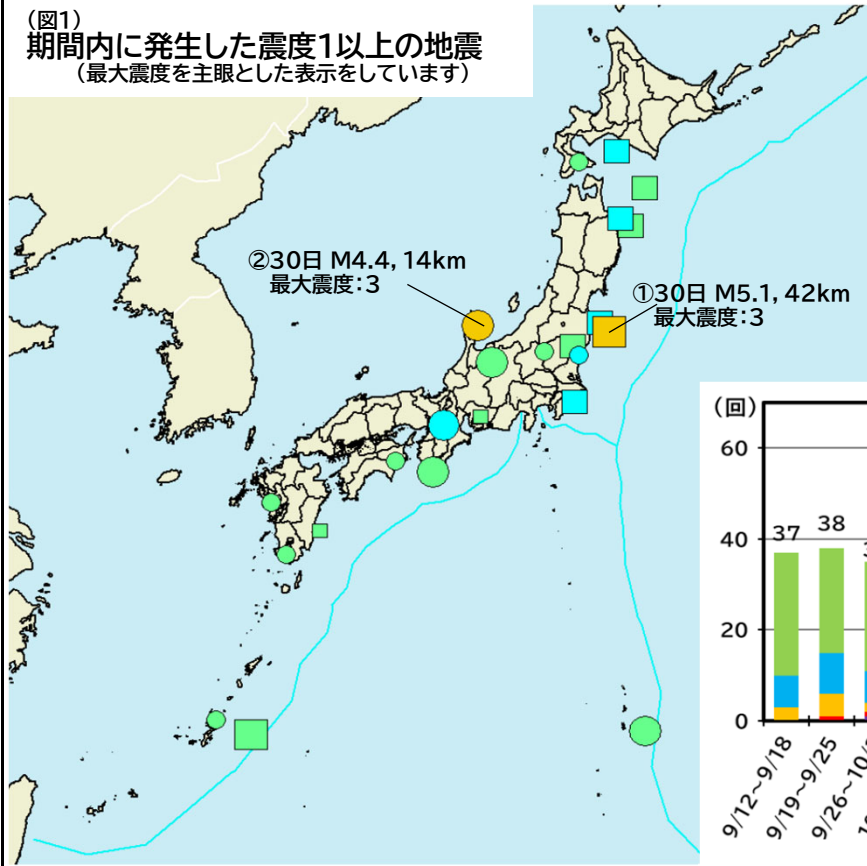 (図1)
期間内に発生した震度1以上の地震
(最大震度を主眼とした表示をしています)
②30日 M4.4, 14km
最大震度:3
①30日 M5.1, 42km
最大震度:3
(回)
60
40
20
0
37
38
9/12~9/18
9/19~9/25
9/26~10/